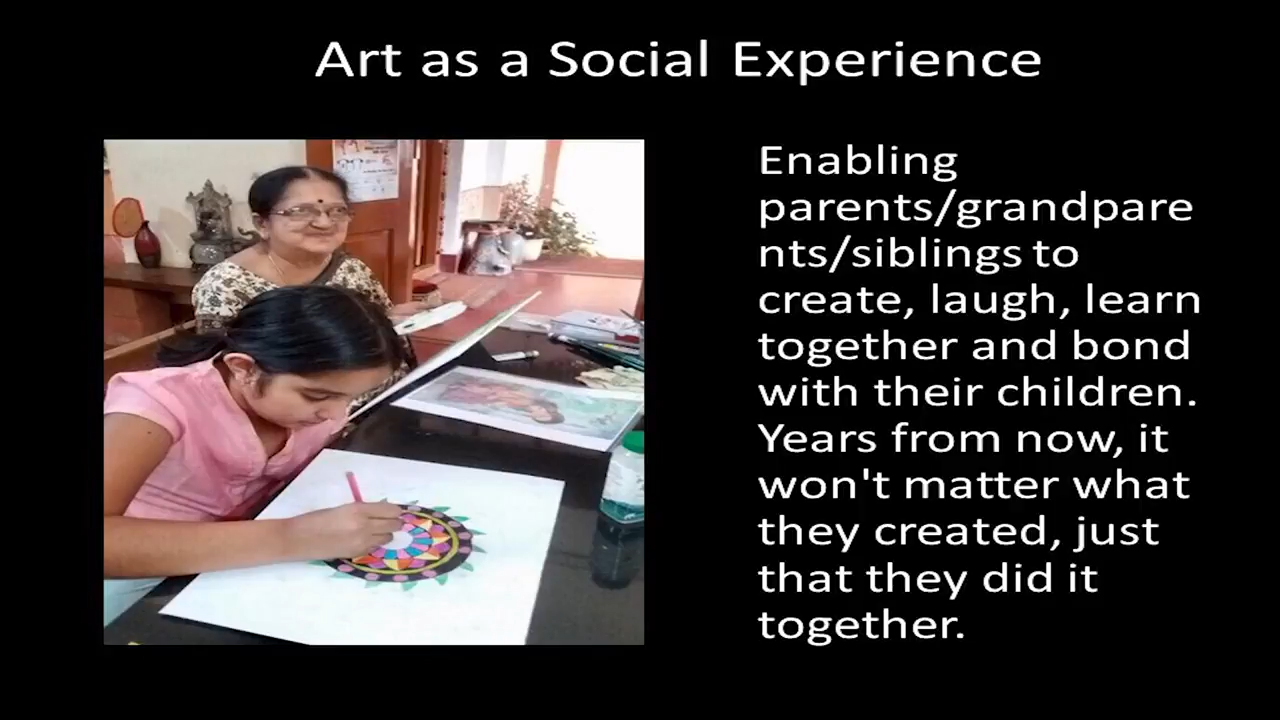 Art as a Social Experience
Enabling
parents/grandpare
nts/siblings to
create, laugh, learn
together and bond
with their children.
Years from now, it
won't matter what
they created, just
that they did it
together.